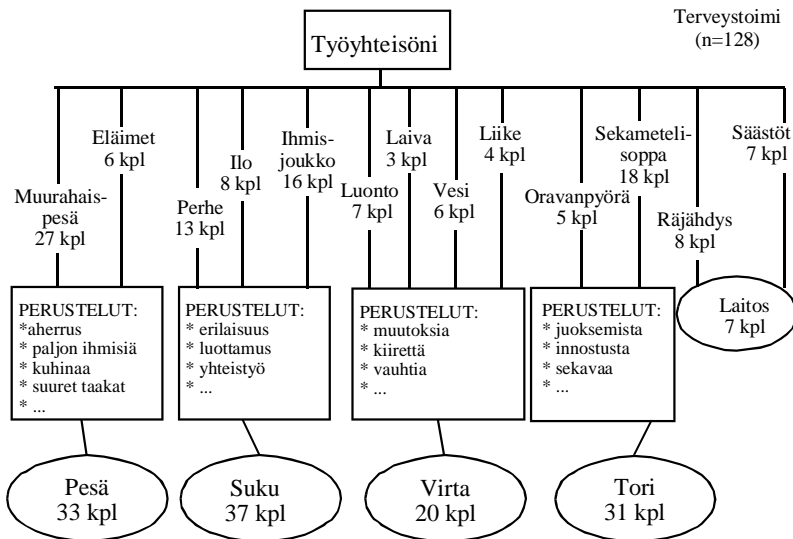 Työyhteisöni
Terveystoimi
(n=128)
Muurahais-
pesä
27 kpl
Eläimet
6 kpl
Perhe
13 kpl
Ilo
8 kpl
Ihmis-
joukko
16 kpl
Luonto
7 kpl
Laiva
3 kpl
Vesi
6 kpl
Liike
4 kpl
Oravanpyörä
5 kpl
Sekameteli-
soppa
18 kpl
Räjähdys
8 kpl
Säästöt
7 kpl
PERUSTELUT:
*aherrus
* paljon ihmisiä
* kuhinaa
* suuret taakat
* ...
PERUSTELUT:
* erilaisuus
* luottamus
* yhteistyö
* ...
PERUSTELUT:
* muutoksia
* kiirettä
* vauhtia
* ...
PERUSTELUT:
* juoksemista
* innostusta
* sekavaa
* ...
Laitos
7 kpl
Pesä
33 kpl
Suku
37 kpl
Virta
20 kpl
Tori
31 kpl